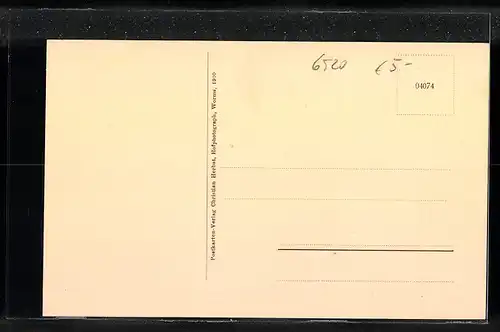 6520 € 5.-
04074
Postkarten-Verlag Christian Herbst, Hofphotograph, Worms, 1910